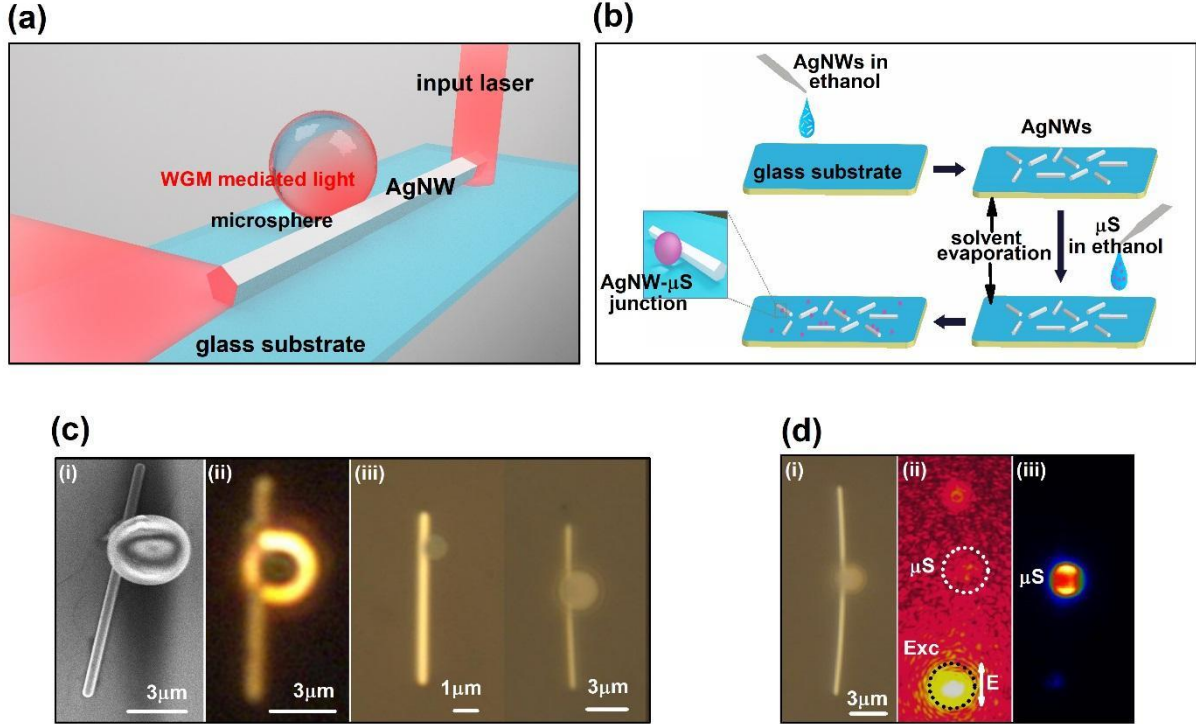 (a)
input laser
WGM mediated light
AgNW
microsphere
glass substrate
(b)
AgNWs in
ethanol
AgNWs
glass substrate
μS
in ethanol
solvent
evaporation
AgNW-μS
junction
(c)
(i)
3μm
(ii)
3μm
(iii)
1μm
3μm
(d)
(i)
3μm
(ii)
μS
Exc
E
(iii)
μS